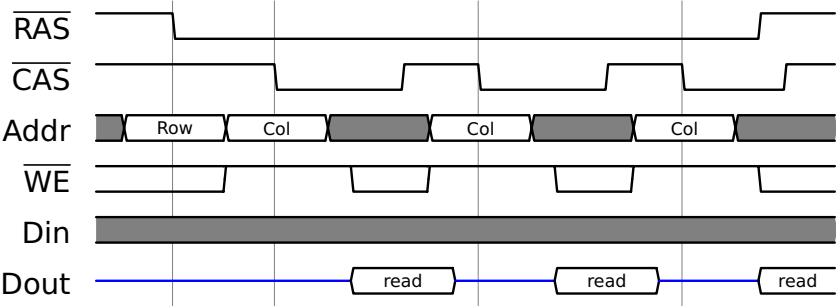 RAS
CAS
Addr Row Col Col Col
WE
Din
Dout read read read